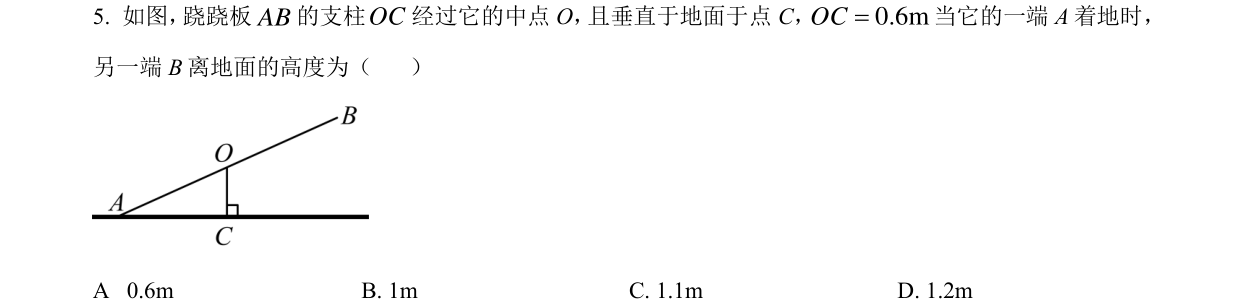 5. 如图，跷跷板 AB 的支柱 OC 经过它的中点 O，且垂直于地面于点 C，OC = 0.6m 当它的一端 A 着地时，
另一端 B 离地面的高度为（ ）
B
O
A
C
A 0.6m B. 1m C. 1.1m D. 1.2m